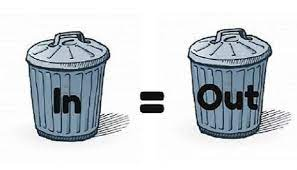 In = Out